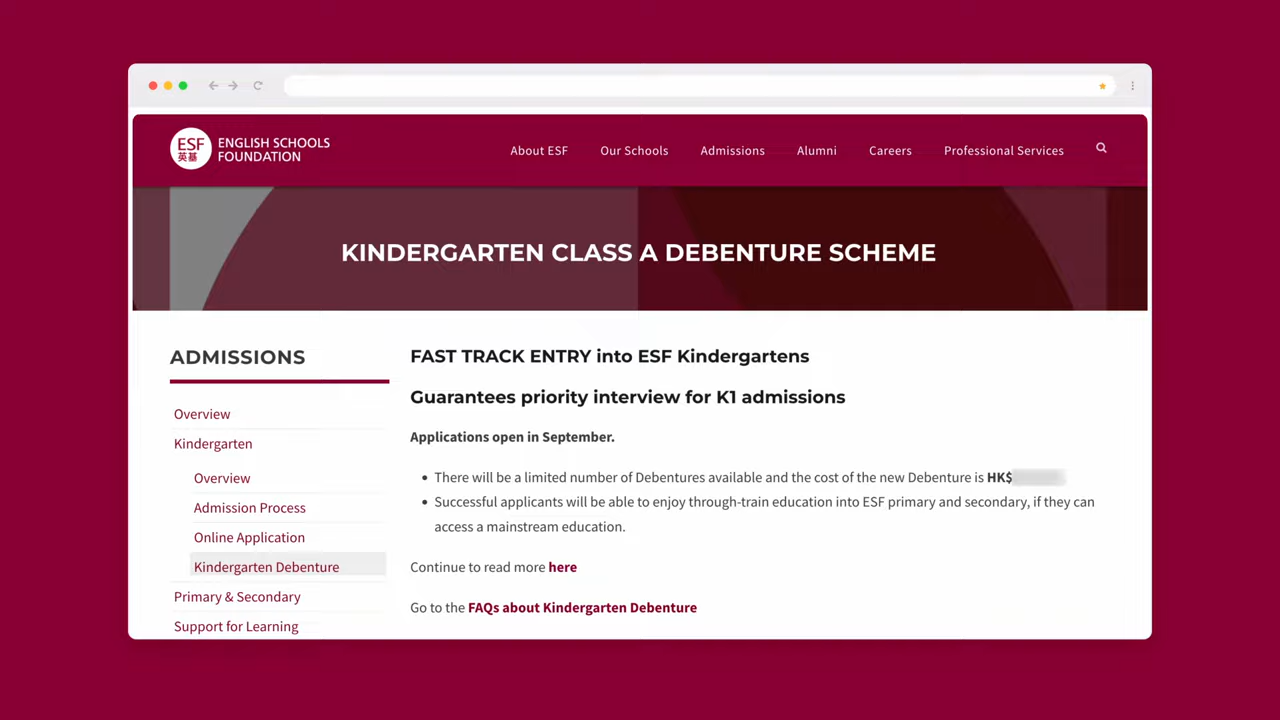 ESF
英基
ENGLISH SCHOOLS
FOUNDATION
About ESF
Our Schools
Admissions
Alumni
Careers
Professional Services
KINDERGARTEN CLASS A DEBENTURE SCHEME
ADMISSIONS
Overview
Kindergarten
Overview
Admission Process
Online Application
Kindergarten Debenture
Primary & Secondary
Support for Learning
FAST TRACK ENTRY into ESF Kindergartens
Guarantees priority interview for K1 admissions
Applications open in September.
• There will be a limited number of Debentures available and the cost of the new Debenture is HK$
• Successful applicants will be able to enjoy through-train education into ESF primary and secondary, if they can
access a mainstream education.
Continue to read more here
Go to the FAQs about Kindergarten Debenture